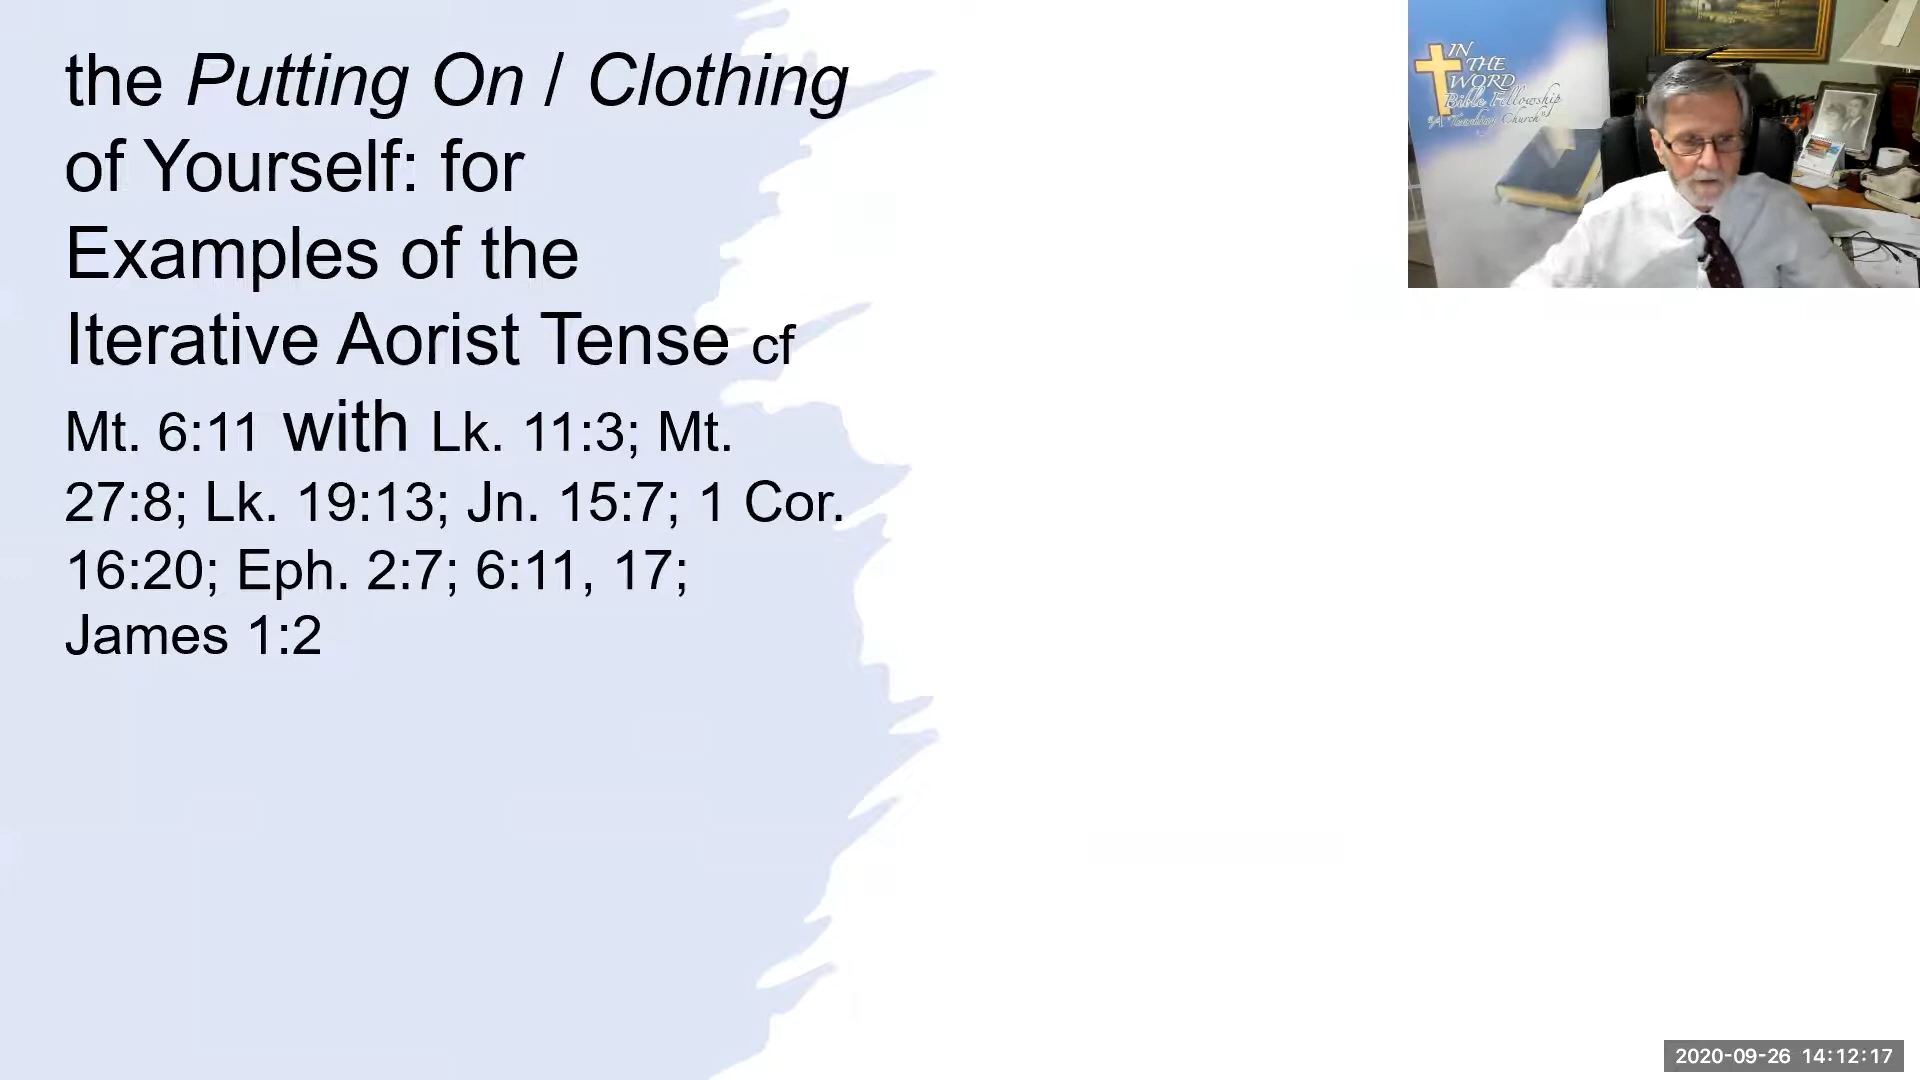 the Putting On / Clothing
of Yourself: for
Examples of the
Iterative Aorist Tense cf
Mt. 6:11 with Lk. 11:3; Mt.
27:8; Lk. 19:13; Jn. 15:7; 1 Cor.
16:20; Eph. 2:7; 6:11, 17;
James 1:2
IN
THE
WORD
Bible Fellowship
"A Teaching Church"
2020-09-26 14:12:17